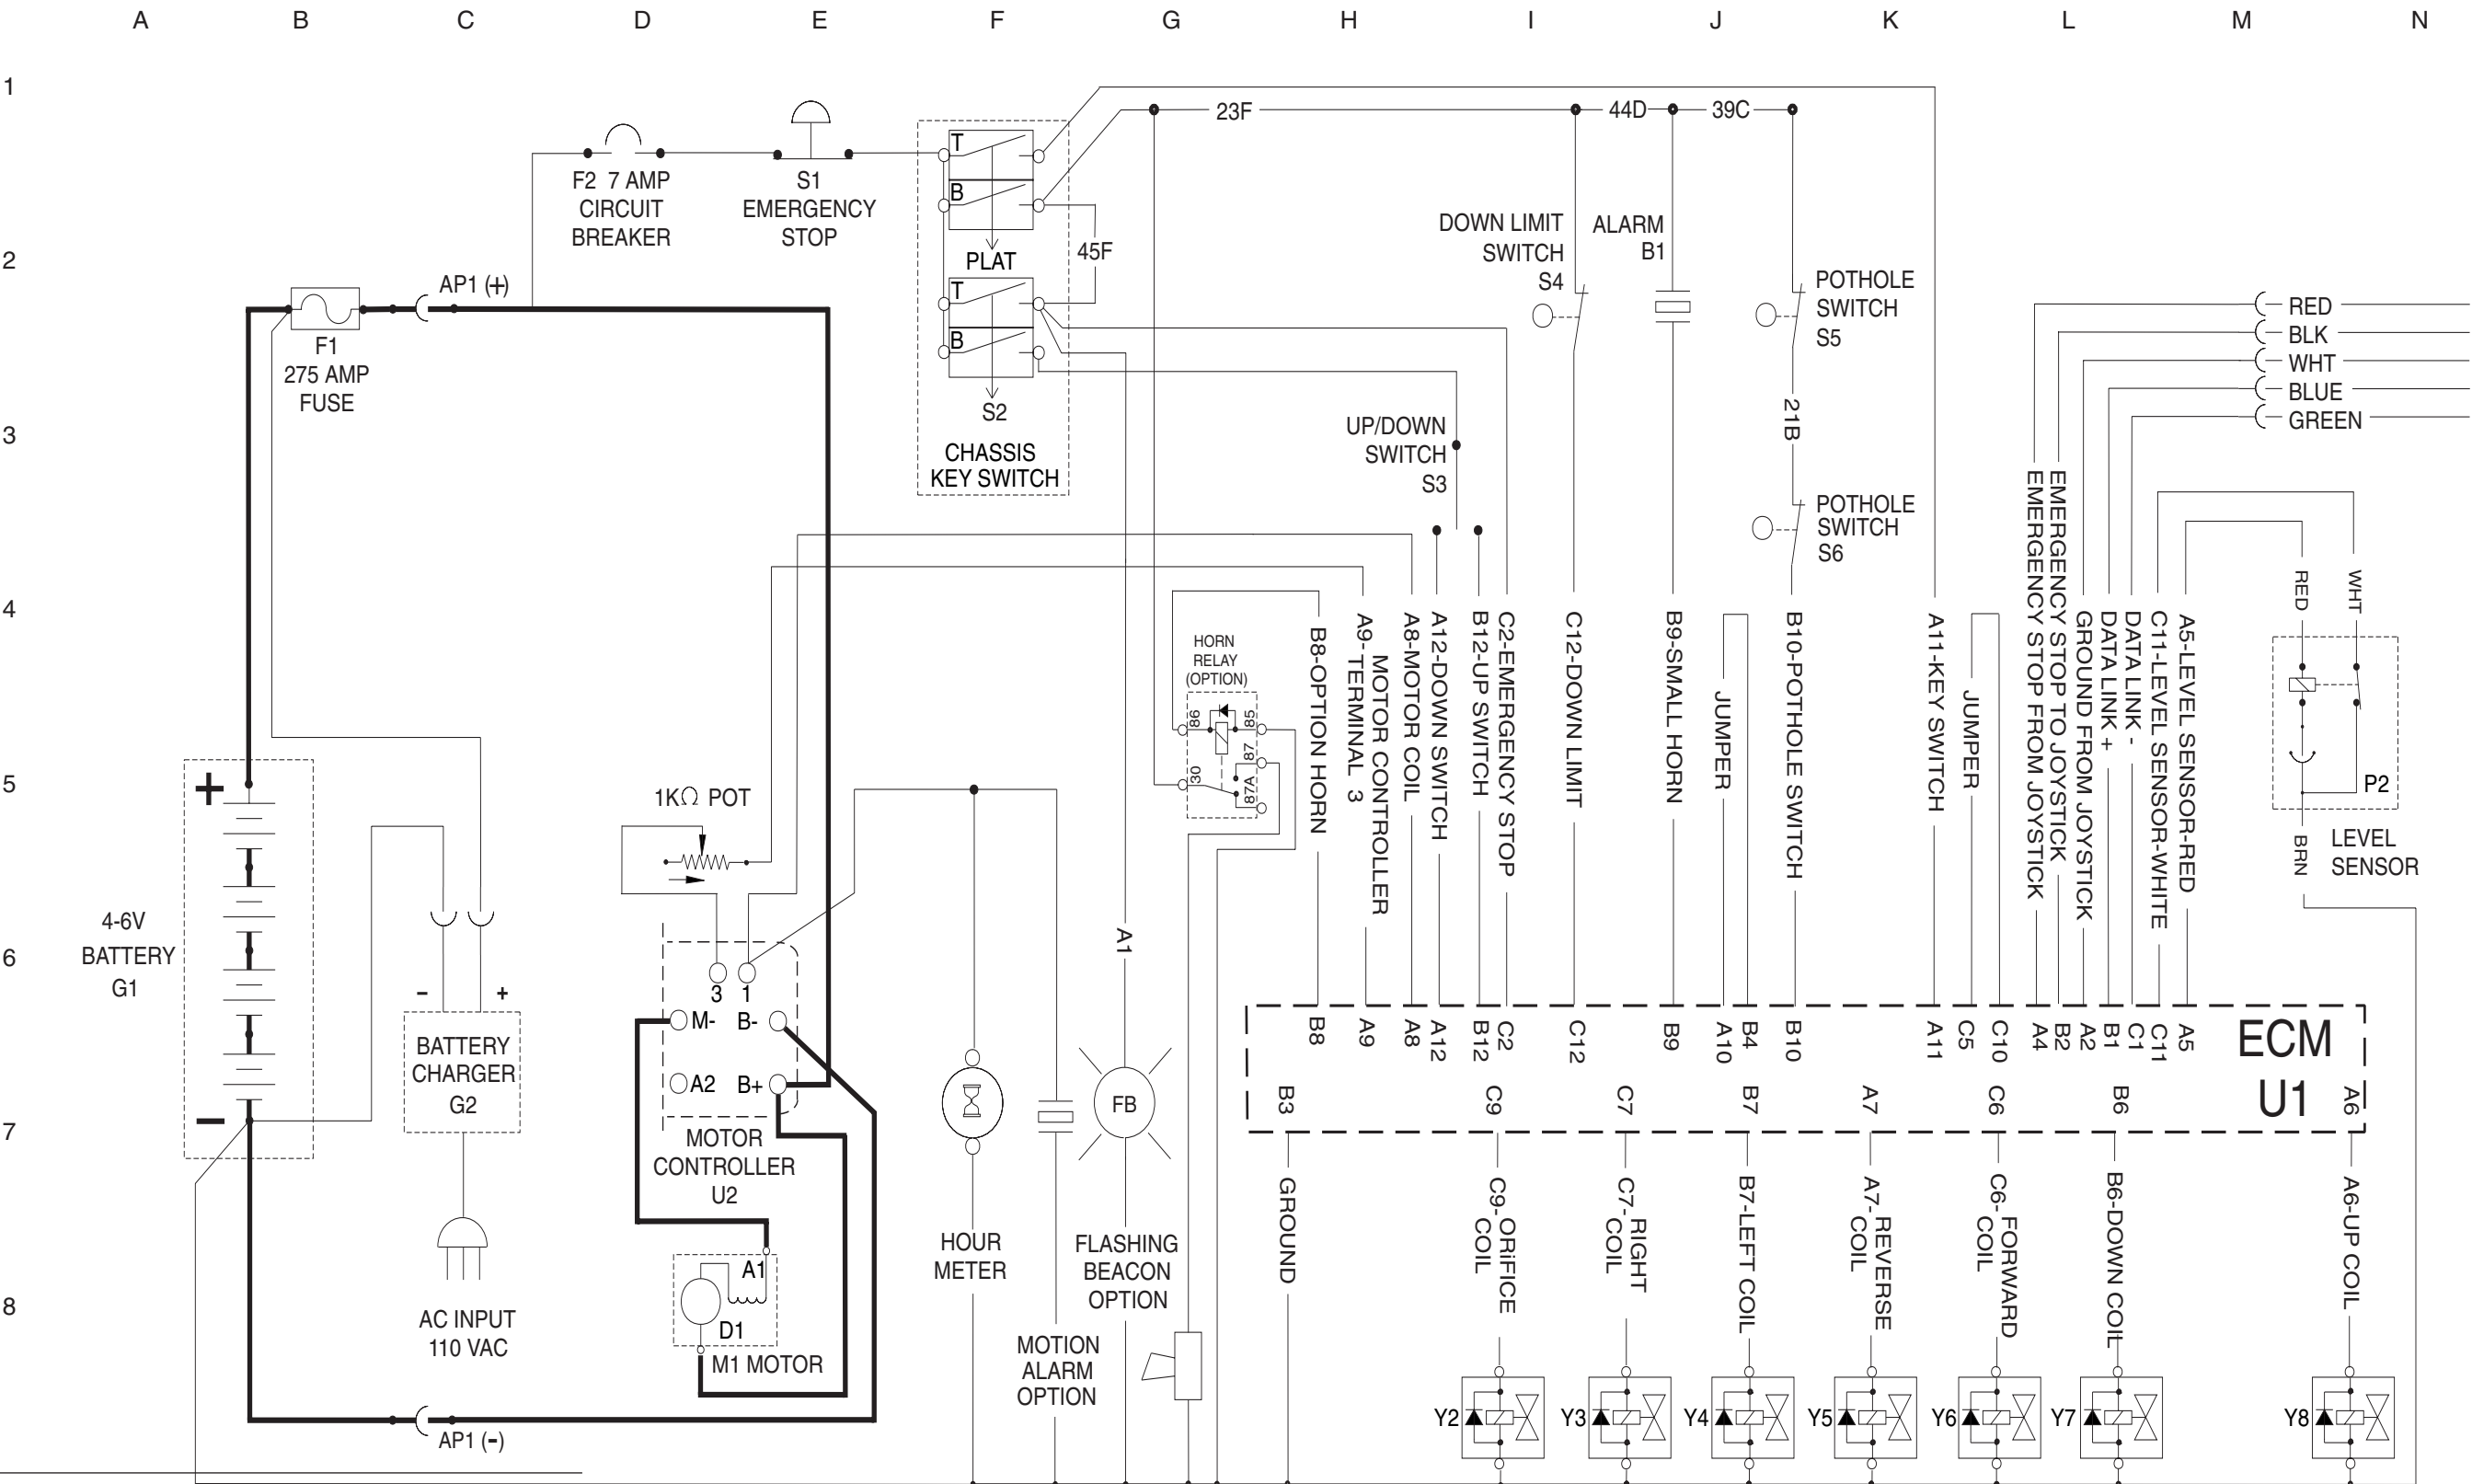 A B C D E F G H I J K L M N
1
2
3
4
5
6
7
8
F2 7 AMP
CIRCUIT
BREAKER
S1
EMERGENCY
STOP
T
B
PLAT
T
B
S2
CHASSIS
KEY SWITCH
45F
23F
44D
39C
DOWN LIMIT
SWITCH
S4
ALARM
B1
POTHOLE
SWITCH
S5
21B
POTHOLE
SWITCH
S6
UP/DOWN
SWITCH
S3
AP1 (+)
F1
275 AMP
FUSE
RED
BLK
WHT
BLUE
GREEN
HORN
RELAY
(OPTION)
86
85
87
30
87A
B8-OPTION HORN
A9-TERMINAL 3
MOTOR CONTROLLER
A8-MOTOR COIL
A12-DOWN SWITCH
B12-UP SWITCH
C2-EMERGENCY STOP
C12-DOWN LIMIT
B9-SMALL HORN
JUMPER
B10-POTHOLE SWITCH
A11-KEY SWITCH
JUMPER
EMERGENCY STOP FROM JOYSTICK
EMERGENCY STOP TO JOYSTICK
GROUND FROM JOYSTICK
DATA LINK +
DATA LINK -
C11-LEVEL SENSOR-WHITE
A5-LEVEL SENSOR-RED
RED
WHT
P2
BRN
LEVEL
SENSOR
+
4-6V
BATTERY
G1
−
- +
BATTERY
CHARGER
G2
AC INPUT
110 VAC
AP1 (-)
1KΩ POT
3 1
M- B-
A2 B+
MOTOR
CONTROLLER
U2
A1
D1
M1 MOTOR
HOUR
METER
MOTION
ALARM
OPTION
A1
FB
FLASHING
BEACON
OPTION
B8
A9
A8
A12
B12
C2
C12
B9
A10
B4
B10
A11
C5
C10
A4
B2
A2
B1
C1
C11
A5
ECM
U1
B3
C9
C7
B7
A7
C6
B6
A6
GROUND
C9-ORiFICE
COIL
C7-RIGHT
COIL
B7-LEFT COIL
A7-REVERSE
COIL
C6-FORWARD
COIL
B6-DOWN COIL
A6-UP COIL
Y2
Y3
Y4
Y5
Y6
Y7
Y8